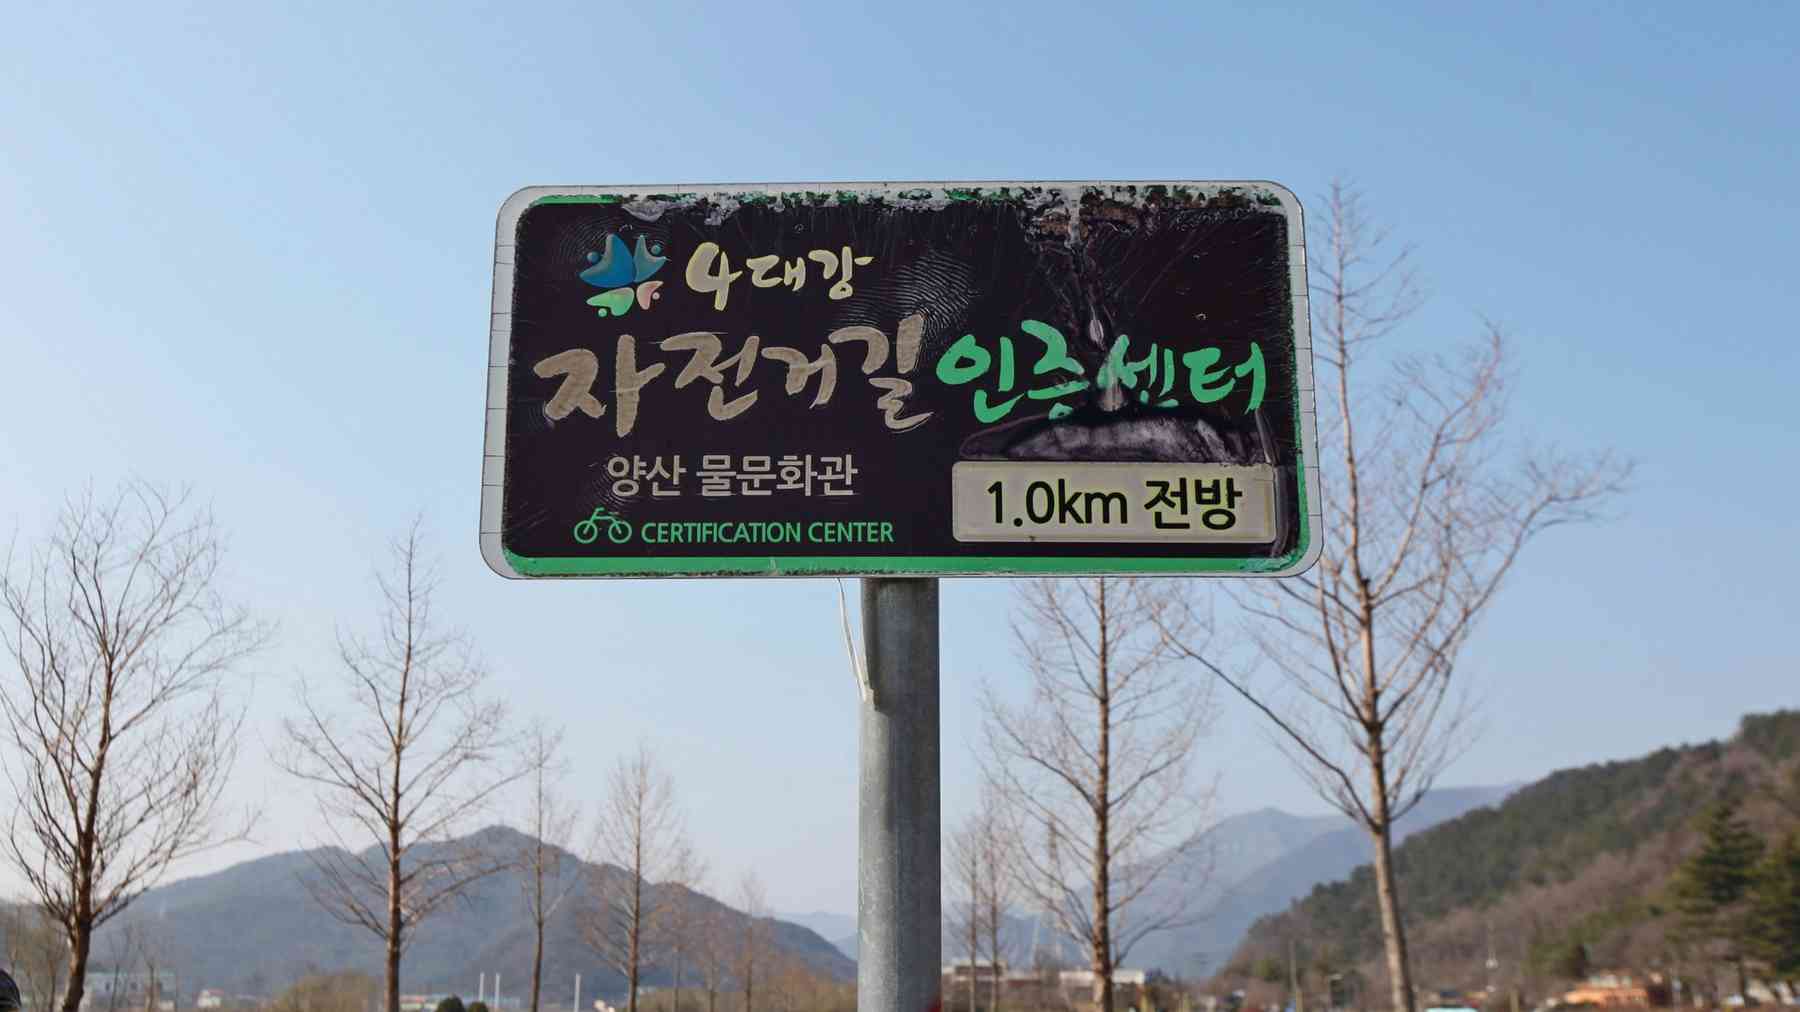 4대강
자전거길 인증센터
양산 물문화관
CERTIFICATION CENTER
1.0km 전방